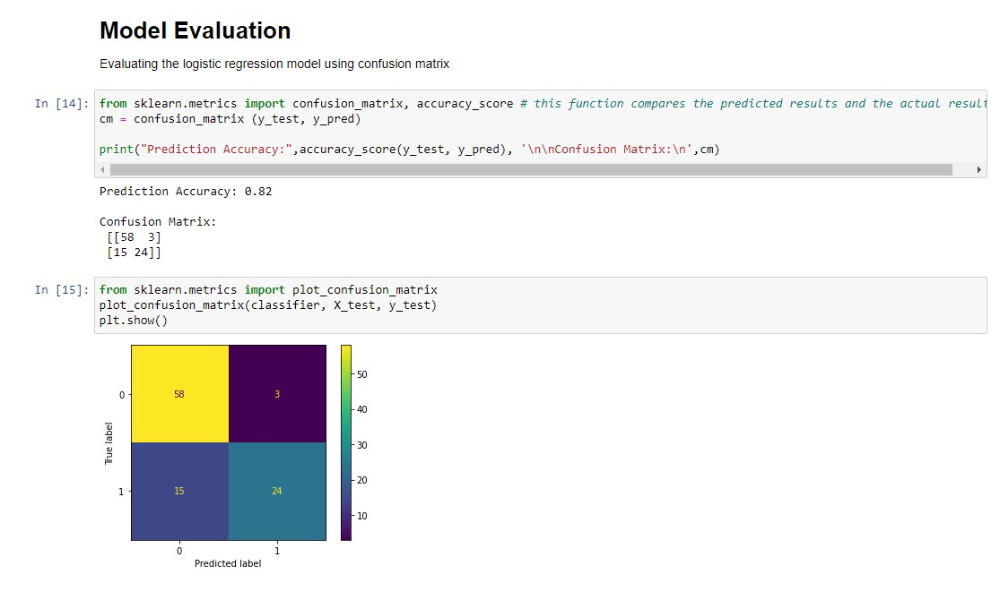 Model Evaluation
Evaluating the logistic regression model using confusion matrix
In [14]: from sklearn.metrics import confusion_matrix, accuracy_score # this function compares the predicted results and the actual result
cm = confusion_matrix (y_test, y_pred)
print("Prediction Accuracy:",accuracy_score(y_test, y_pred), '\n\nConfusion Matrix:\n',cm)
Prediction Accuracy: 0.82
Confusion Matrix:
[[58  3]
[15 24]]
In [15]: from sklearn.metrics import plot_confusion_matrix
plot_confusion_matrix(classifier, X_test, y_test)
plt.show()
50
0 58 3
40
True label
30
20
1 15 24
10
0 1
Predicted label